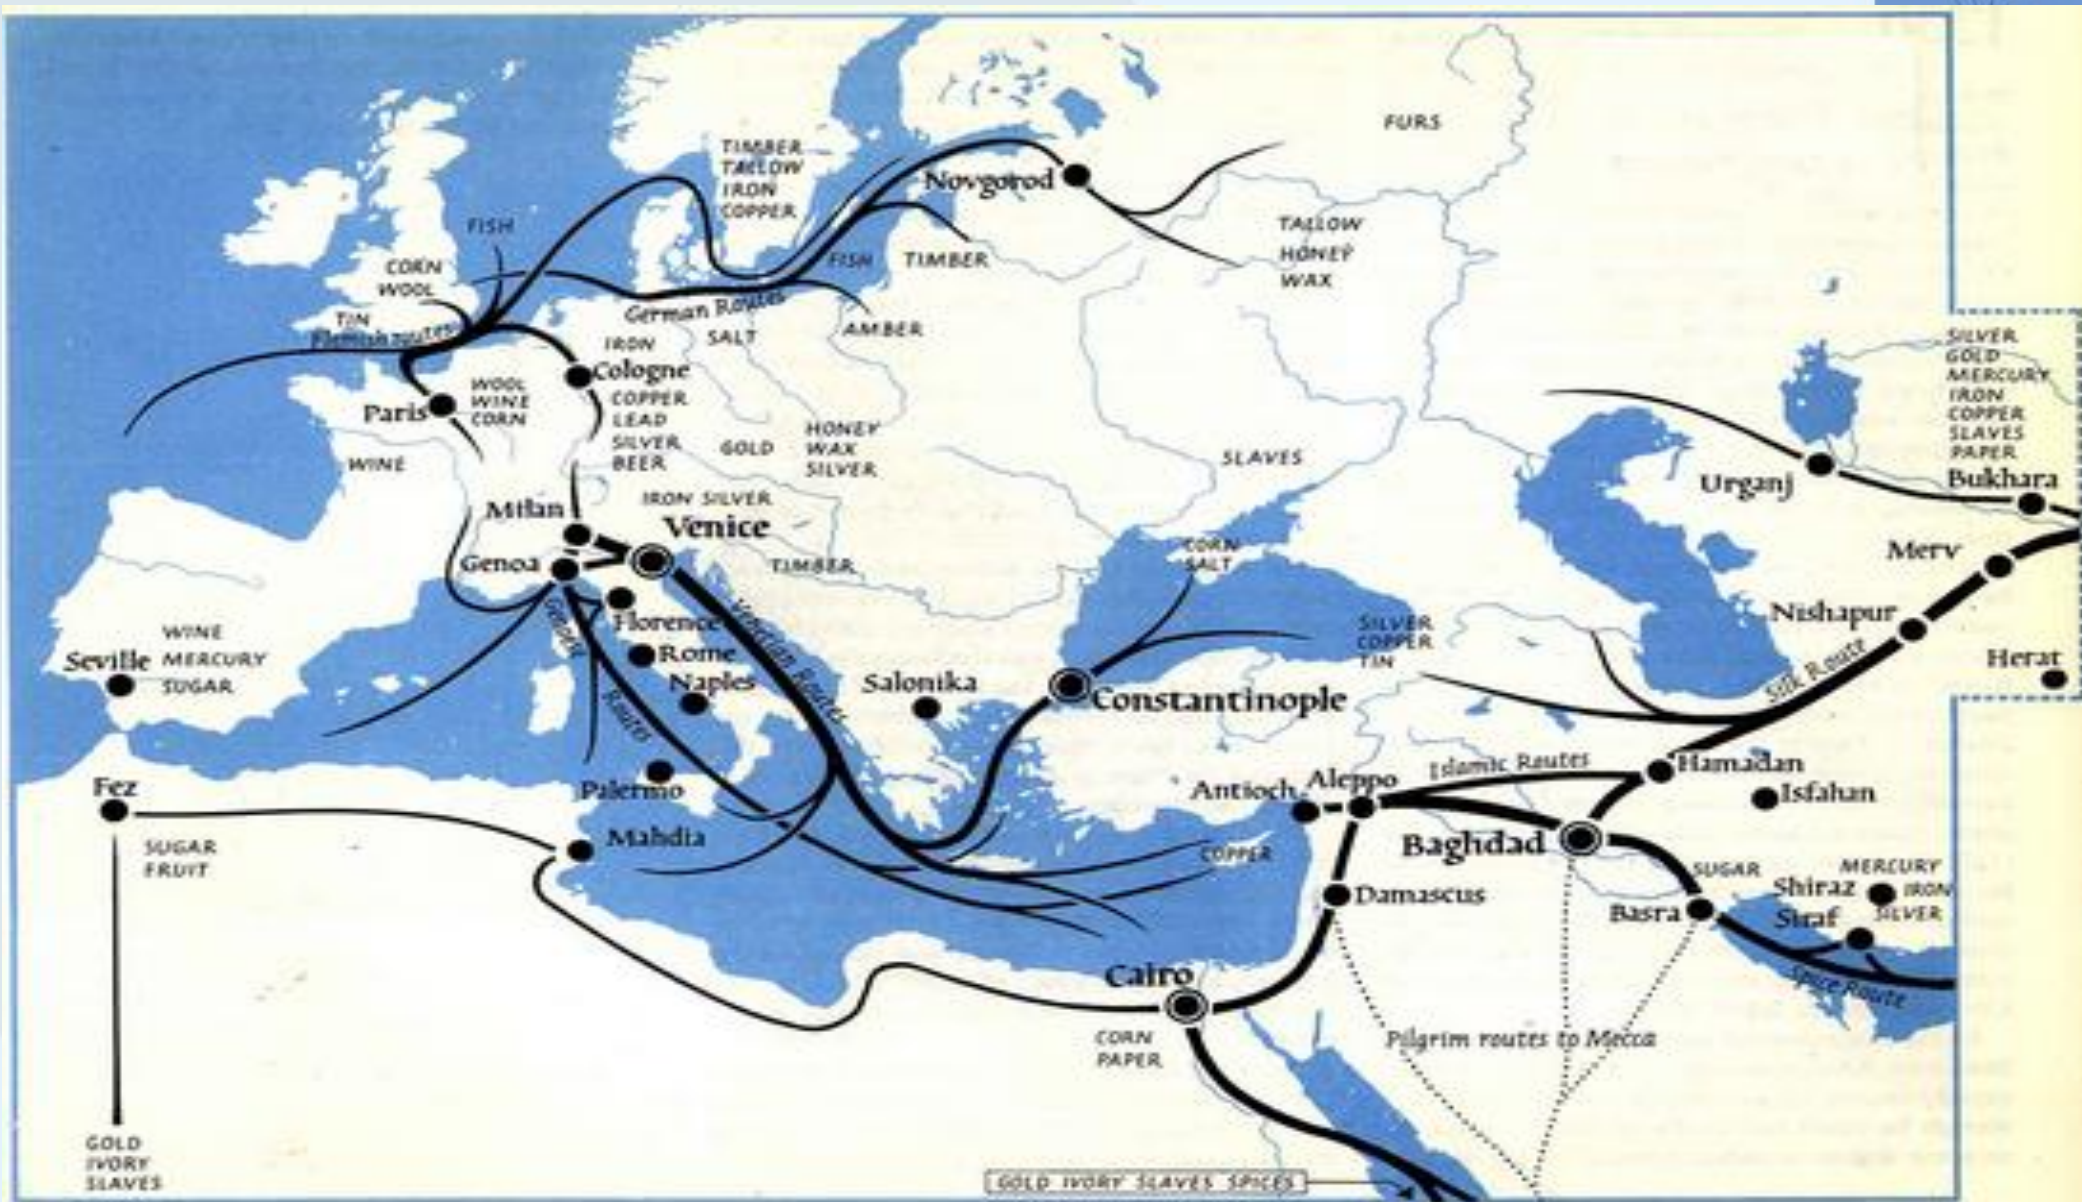 TIMBER
TALLOW
IRON
COPPER
FURS
Novgorod
FISH
TALLOW
HONEY
WAX
CORN
WOOL
FISH
TIMBER
TIN
Flemish routes
German Routes
AMBER
SALT
IRON
Cologne
COPPER
LEAD
SILVER
BEER
Paris
WOOL
WINE
CORN
WINE
GOLD
HONEY
WAX
SILVER
SLAVES
SILVER
GOLD
MERCURY
IRON
COPPER
SLAVES
PAPER
Urganj
Bukhara
IRON SILVER
Milan
Venice
Genoa
TIMBER
CORN
SALT
Merv
Florence
Genoese
Routes
Venetian Routes
Nishapur
SILVER
COPPER
TIN
WINE
MERCURY
SUGAR
Seville
Rome
Naples
Salonika
Constantinople
Silk Route
Herat
Fez
Palermo
Antioch
Aleppo
Islamic Routes
Hamadan
Isfahan
SUGAR
FRUIT
Mahdia
COPPER
Baghdad
SUGAR
MERCURY
Shiraz
IRON
SILVER
Damascus
Basra
Siraf
Spice Route
Cairo
CORN
PAPER
Pilgrim routes to Mecca
GOLD
IVORY
SLAVES
GOLD IVORY SLAVES SPICES